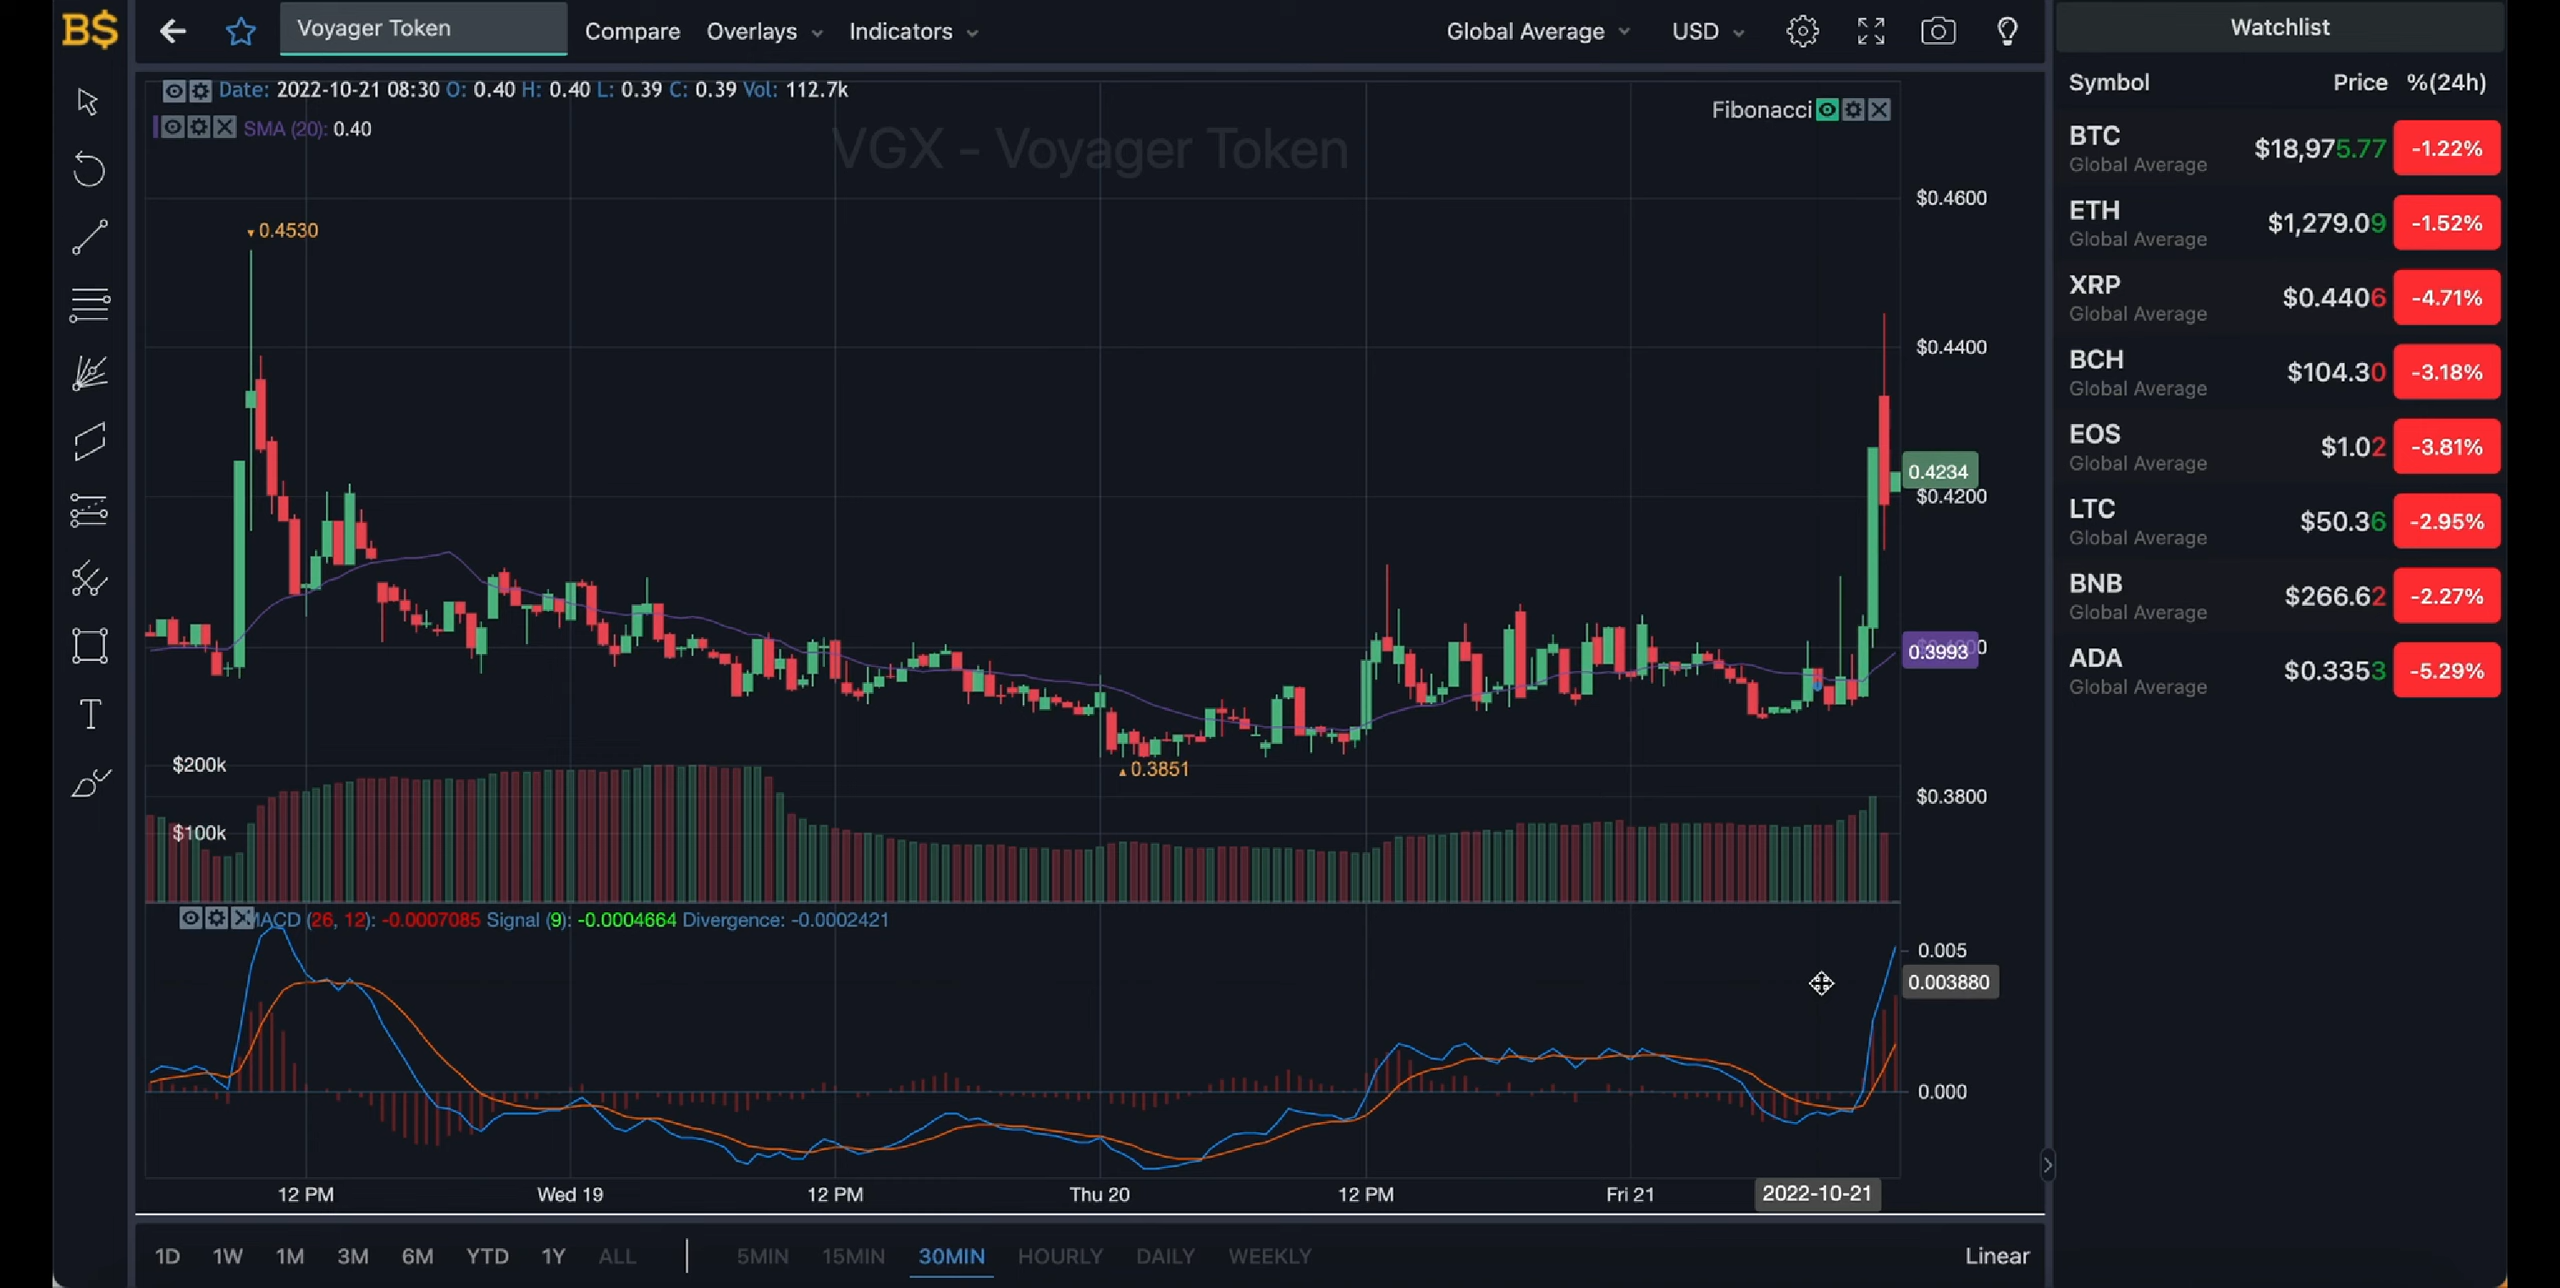 B$
Voyager Token
Compare
Overlays
Indicators
Global Average
USD
Watchlist
Date: 2022-10-21 08:30 O: 0.40 H: 0.40 L: 0.39 C: 0.39 Vol: 112.7k
SMA (20): 0.40
Fibonacci
VGX - Voyager Token
0.4530
0.3851
$0.4600
$0.4400
0.4234
$0.4200
0.3993
$0.3800
$200k
$100k
MACD (26, 12): -0.0007085 Signal (9): -0.0004664 Divergence: -0.0002421
0.005
0.003880
0.000
12 PM
Wed 19
12 PM
Thu 20
12 PM
Fri 21
2022-10-21
1D 1W 1M 3M 6M YTD 1Y ALL
5MIN 15MIN 30MIN HOURLY DAILY WEEKLY
Linear
Symbol Price %(24h)
BTC $18,975.77 -1.22%
Global Average
ETH $1,279.09 -1.52%
Global Average
XRP $0.4406 -4.71%
Global Average
BCH $104.30 -3.18%
Global Average
EOS $1.02 -3.81%
Global Average
LTC $50.36 -2.95%
Global Average
BNB $266.62 -2.27%
Global Average
ADA $0.3353 -5.29%
Global Average